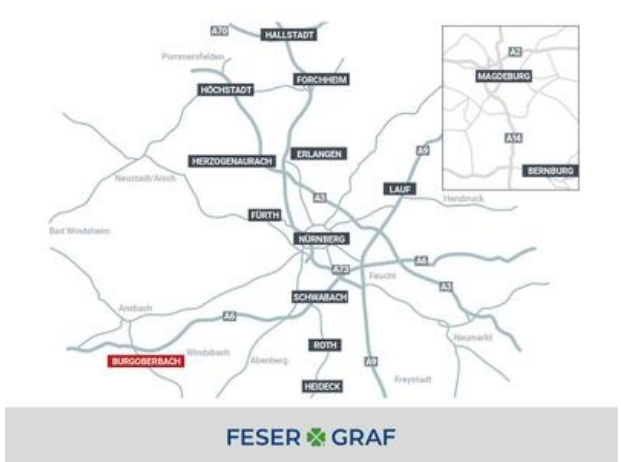 A70
HALLSTADT
Pommersfelden
A2
MAGDEBURG
FORCHHEIM
HÖCHSTADT
A14
A9
ERLANGEN
HERZOGENAURACH
BERNBURG
Neustadt/Aisch
LAUF
A3
Hersbruck
FÜRTH
Bad Windsheim
NÜRNBERG
A6
A73
Feucht
A3
SCHWABACH
Ansbach
A6
Neumarkt
ROTH
Windsbach
BURGOBERBACH
Abenberg
A9
Freystadt
HEIDECK
FESER GRAF